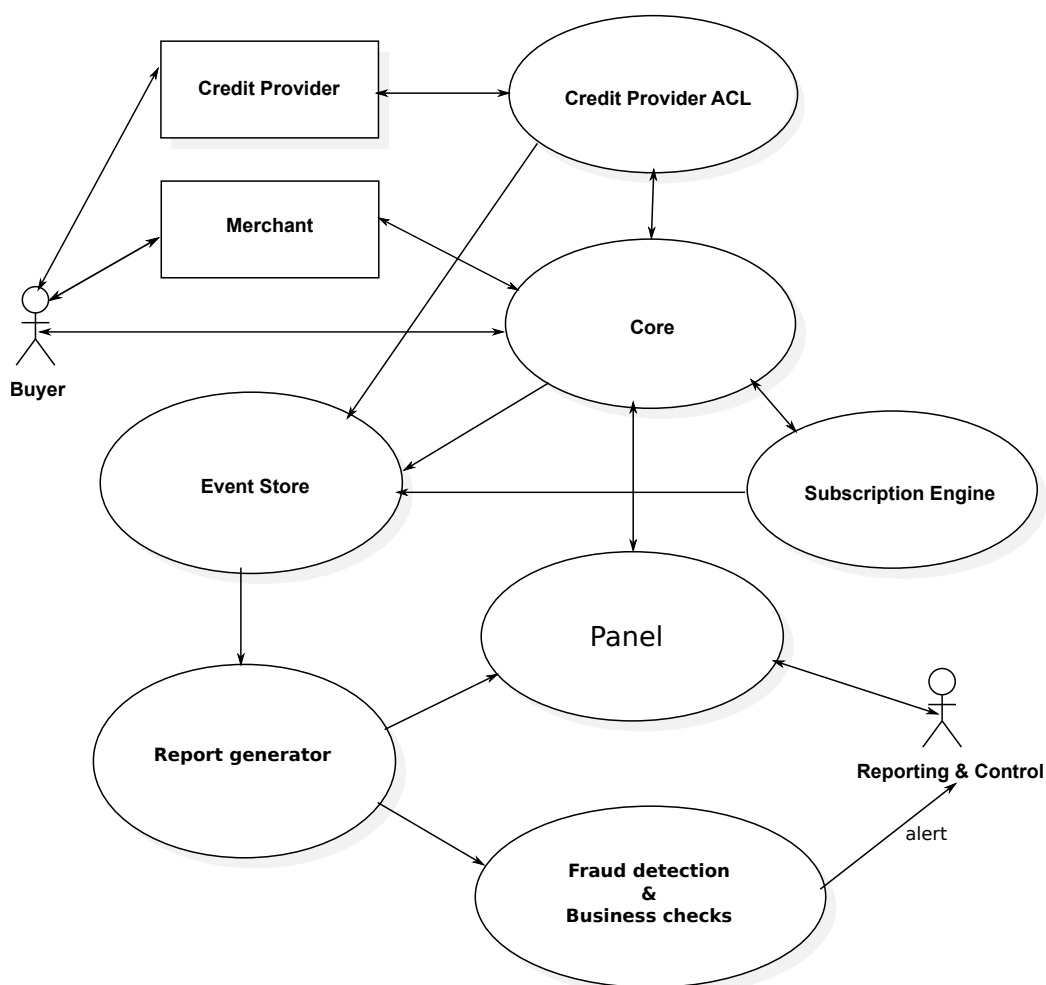 Credit Provider
Credit Provider ACL
Merchant
Core
Buyer
Event Store
Subscription Engine
Panel
Report generator
Reporting & Control
alert
Fraud detection
&
Business checks